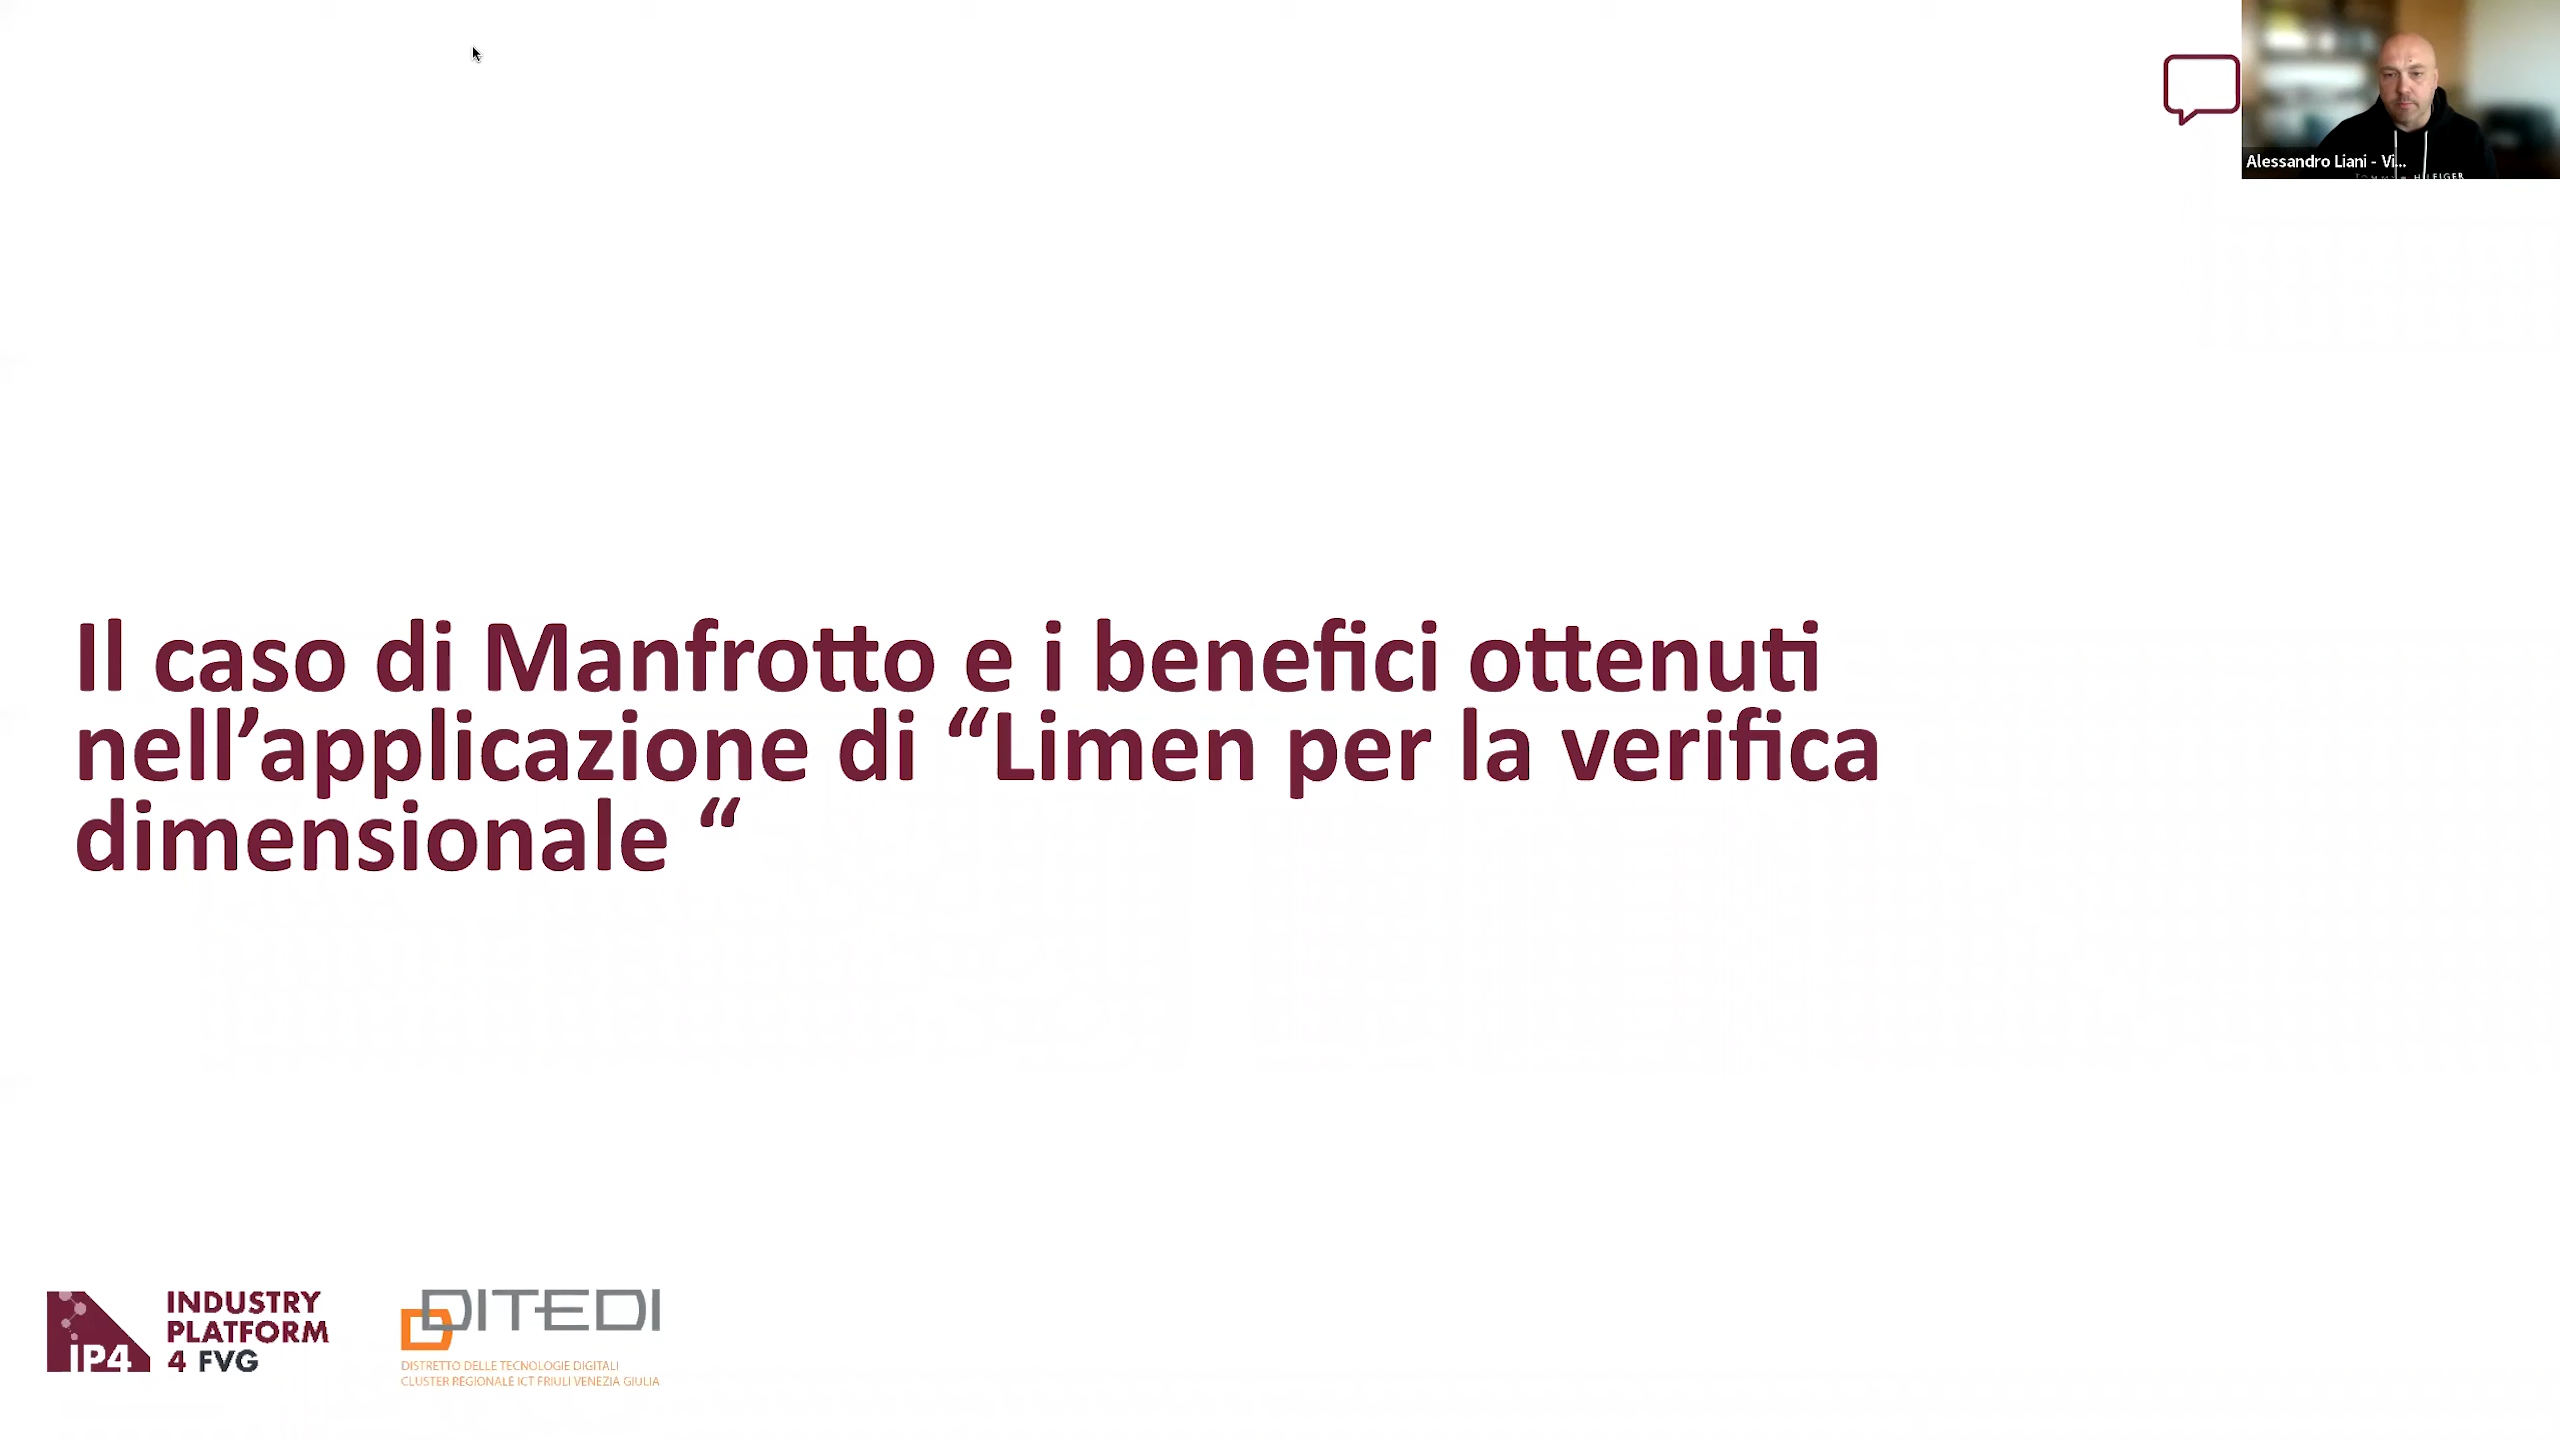 Alessandro Liani - Vi...
Il caso di Manfrotto e i benefici ottenuti
nell’applicazione di “Limen per la verifica
dimensionale “
IP4
INDUSTRY
PLATFORM
4 FVG
DITEDI
DISTRETTO DELLE TECNOLOGIE DIGITALI
CLUSTER REGIONALE ICT FRIULI VENEZIA GIULIA